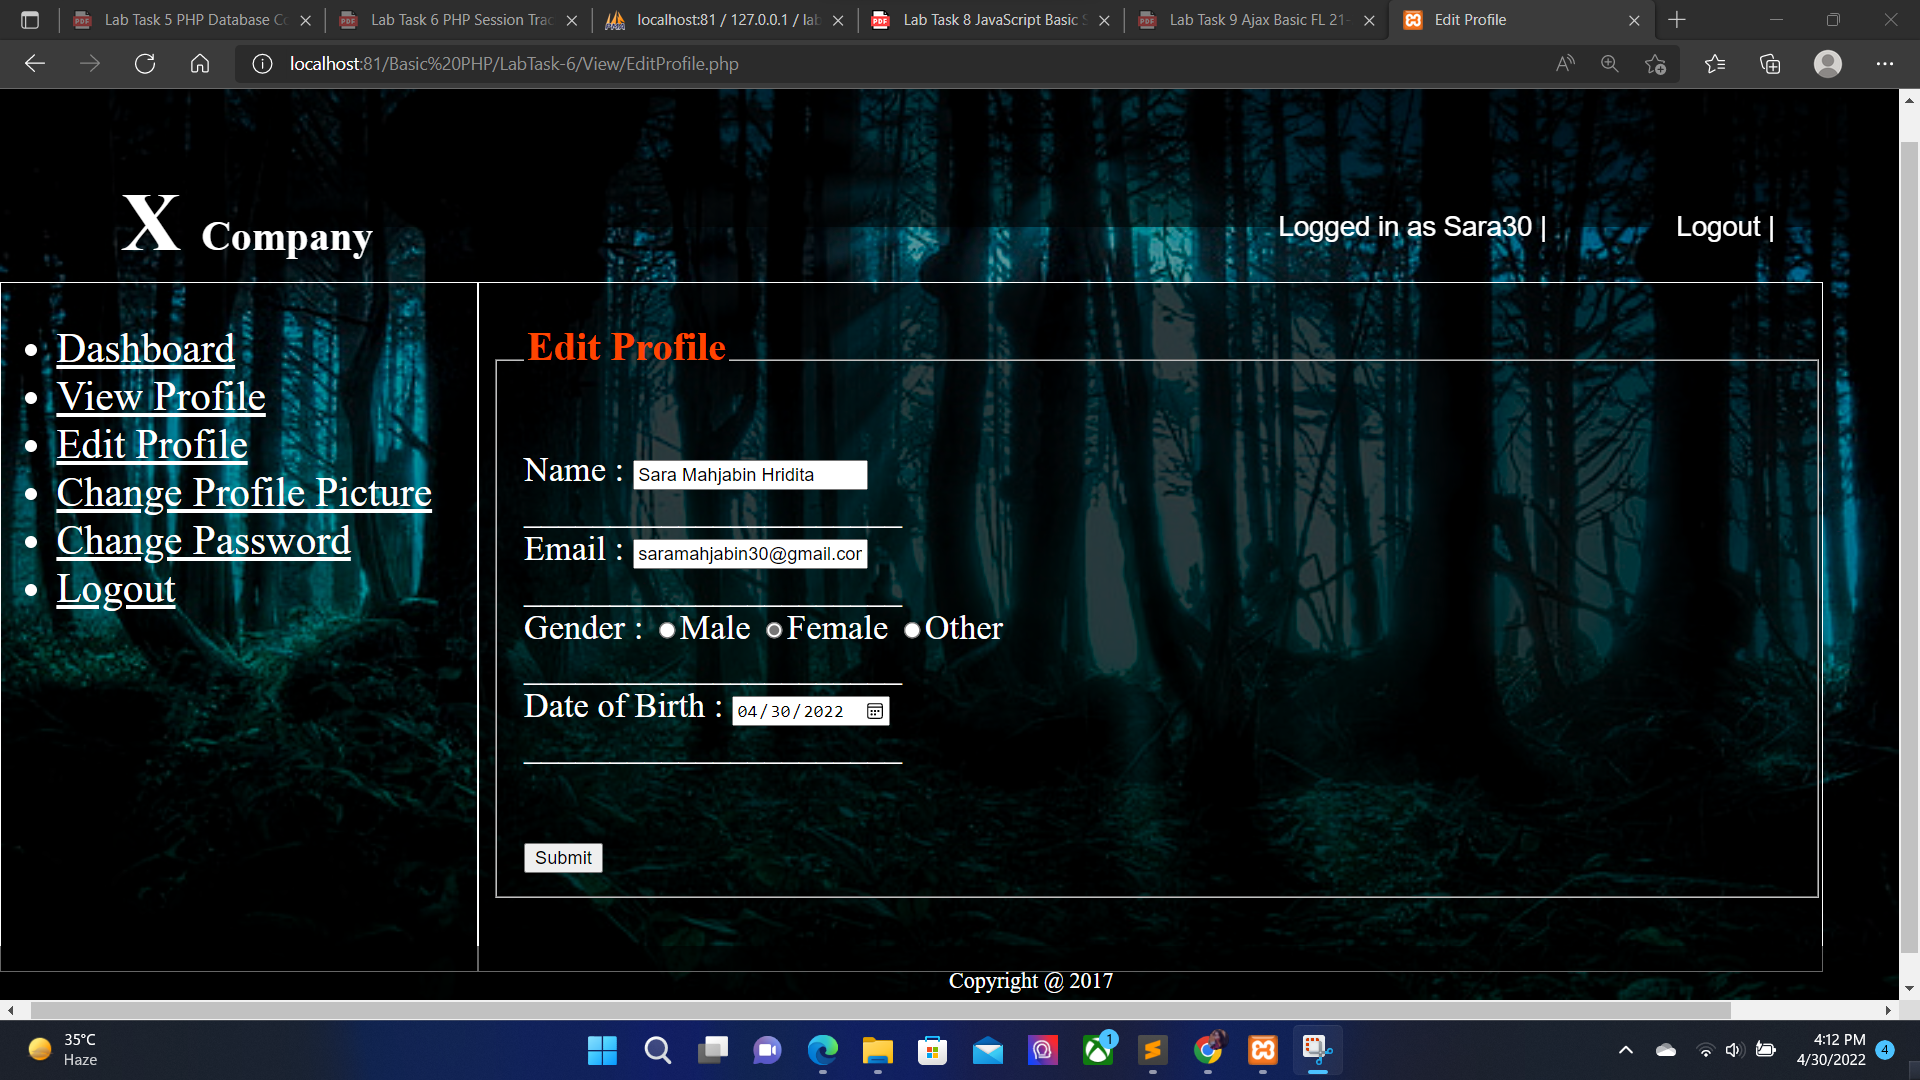 Lab Task 5 PHP Database Co
Lab Task 6 PHP Session Trac
localhost:81 / 127.0.0.1 / lab
Lab Task 8 JavaScript Basic S
Lab Task 9 Ajax Basic FL 21-
Edit Profile
localhost:81/Basic%20PHP/LabTask-6/View/EditProfile.php
X Company
Logged in as Sara30 |
Logout |
Dashboard
View Profile
Edit Profile
Change Profile Picture
Change Password
Logout
Edit Profile
Name : Sara Mahjabin Hridita
Email : saramahjabin30@gmail.cor
Gender : Male Female Other
Date of Birth : 04/30/2022
Submit
Copyright @ 2017
35°C
Haze
1
4:12 PM
4/30/2022
4